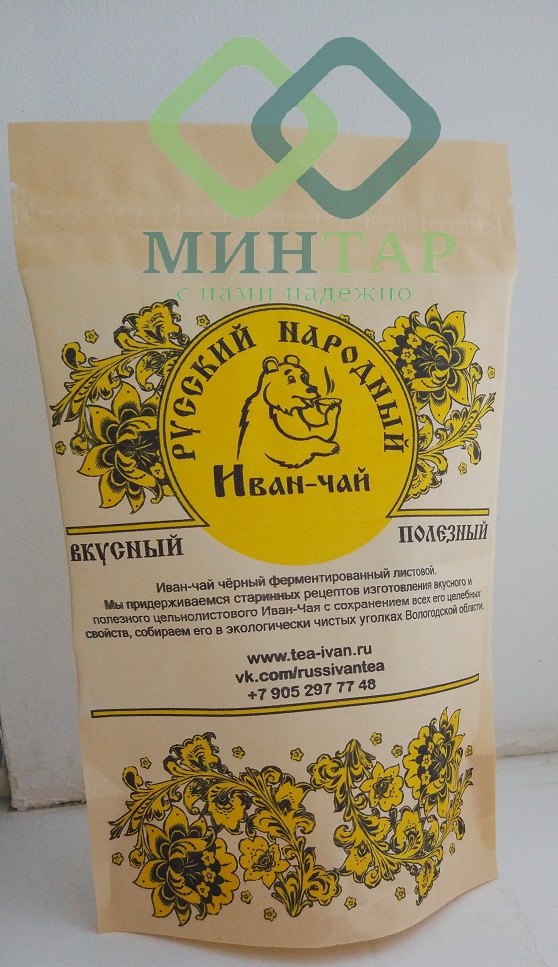 МИНТАР
с нами надежно
РУССКИЙ НАРОДНЫЙ
Иван-чай
ВКУСНЫЙ
ПОЛЕЗНЫЙ
Иван-чай чёрный ферментированный листовой.
Мы придерживаемся старинных рецептов изготовления вкусного и
полезного цельнолистового Иван-Чая с сохранением всех его целебных
свойств, собираем его в экологически чистых уголках Вологодской области.
www.tea-ivan.ru
vk.com/russivantea
+7 905 297 77 48